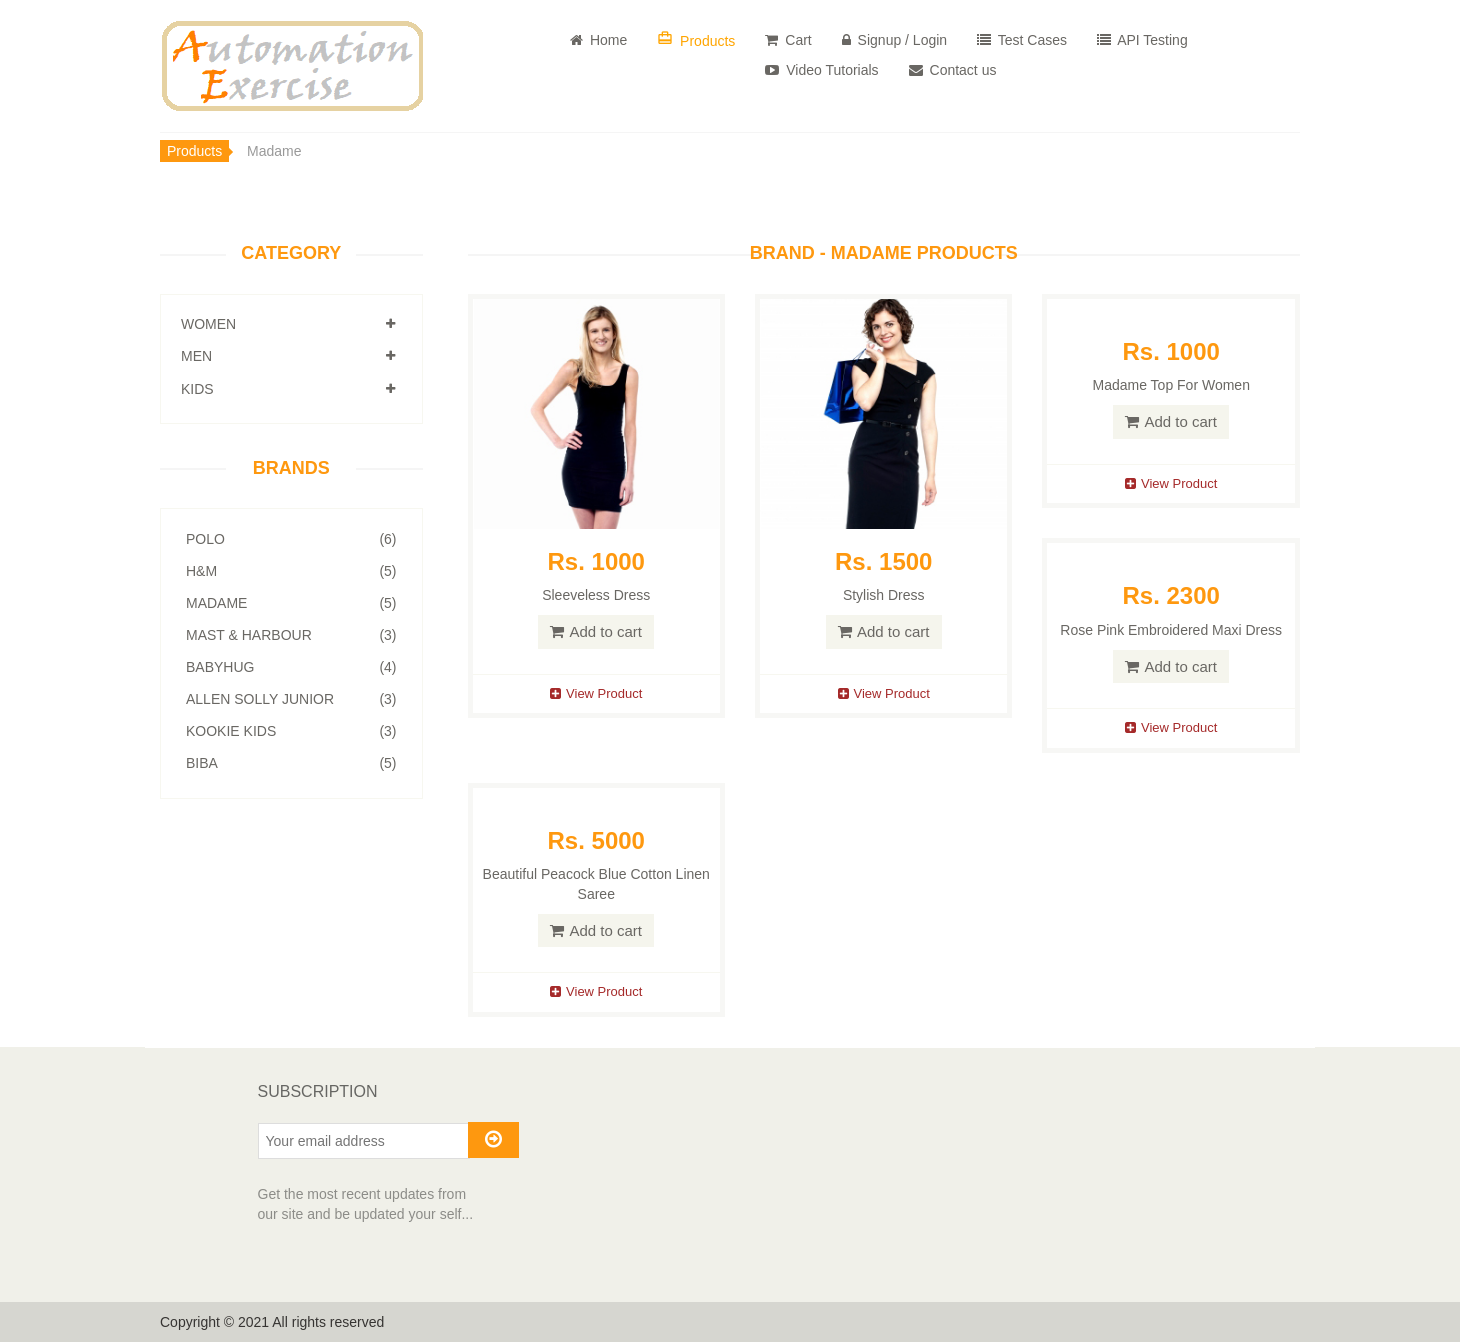 Automation
Exercise
Home
Products
Cart
Signup / Login
Test Cases
API Testing
Video Tutorials
Contact us
Products
Madame
CATEGORY
WOMEN
MEN
KIDS
BRANDS
POLO (6)
H&M (5)
MADAME (5)
MAST & HARBOUR (3)
BABYHUG (4)
ALLEN SOLLY JUNIOR (3)
KOOKIE KIDS (3)
BIBA (5)
BRAND - MADAME PRODUCTS
Rs. 1000
Sleeveless Dress
Add to cart
View Product
Rs. 1500
Stylish Dress
Add to cart
View Product
Rs. 1000
Madame Top For Women
Add to cart
View Product
Rs. 2300
Rose Pink Embroidered Maxi Dress
Add to cart
View Product
Rs. 5000
Beautiful Peacock Blue Cotton Linen
Saree
Add to cart
View Product
SUBSCRIPTION
Your email address
Get the most recent updates from
our site and be updated your self...
Copyright © 2021 All rights reserved